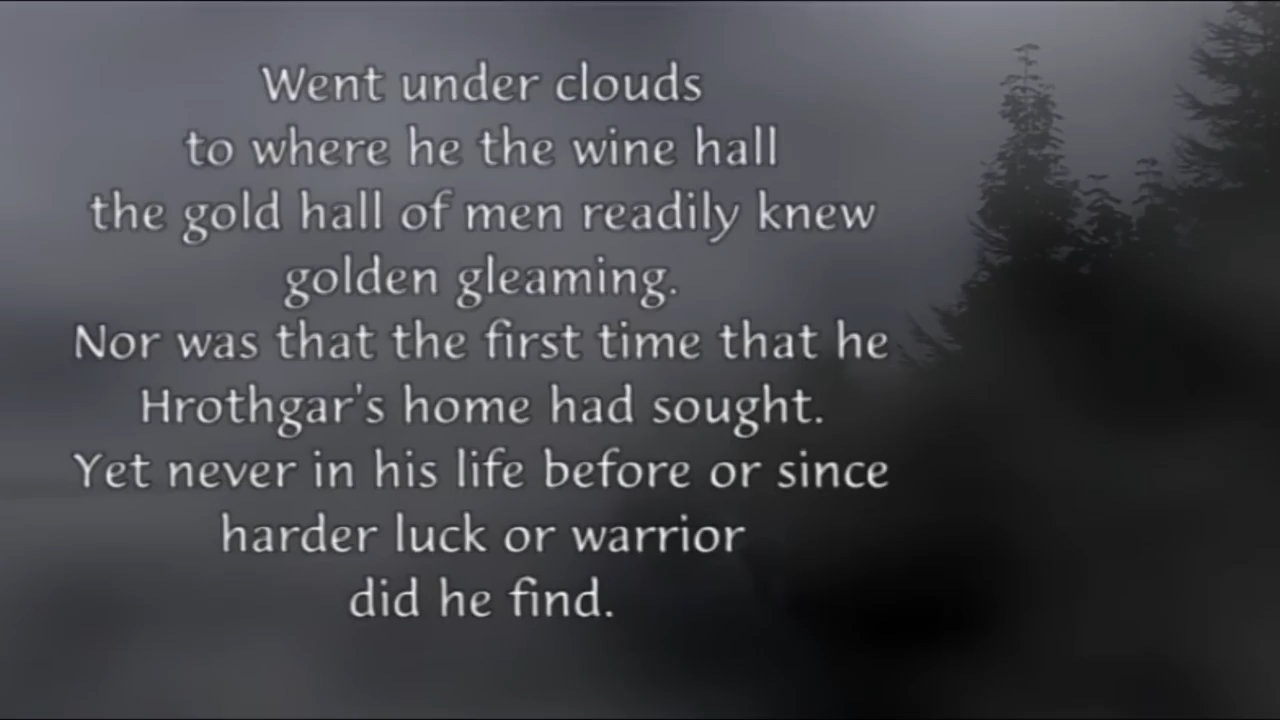 Went under clouds
to where he the wine hall
the gold hall of men readily knew
golden gleaming.
Nor was that the first time that he
Hrothgar's home had sought.
Yet never in his life before or since
harder luck or warrior
did he find.